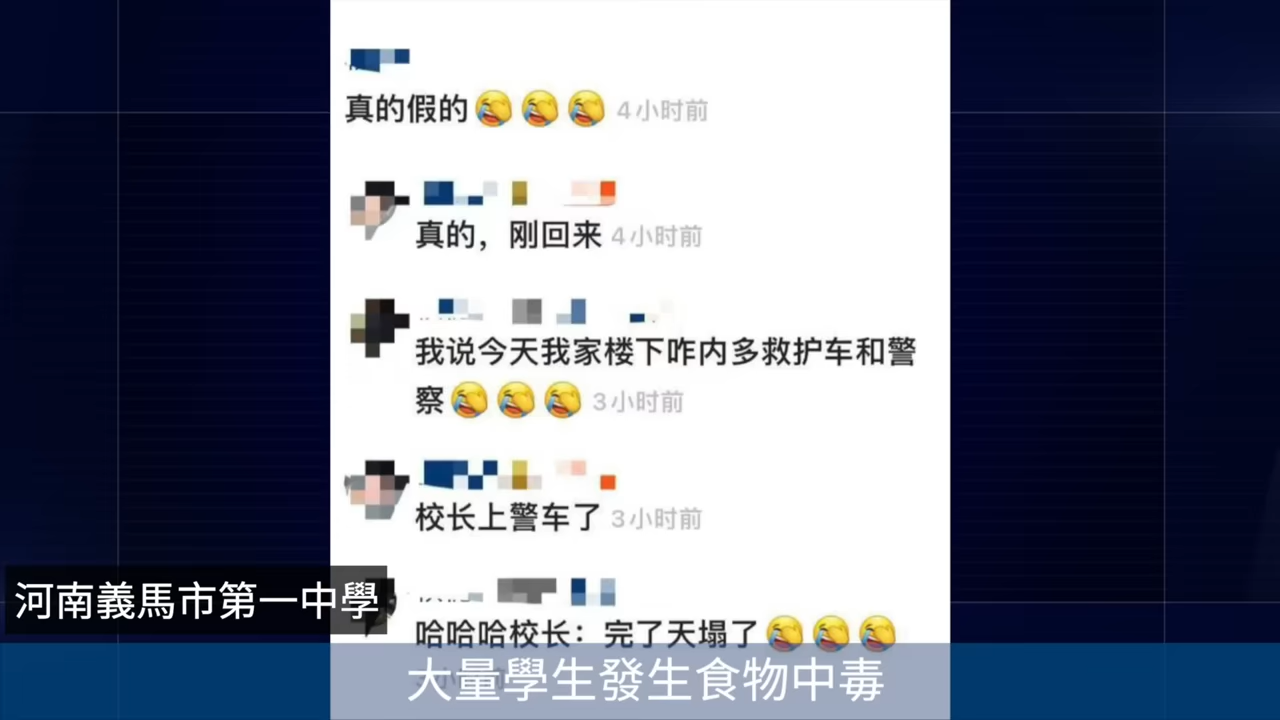 真的假的 4小时前
真的，刚回来 4小时前
我说今天我家楼下咋内多救护车和警
察 3小时前
校长上警车了 3小时前
哈哈哈校长：完了天塌了
河南義馬市第一中學
大量學生發生食物中毒